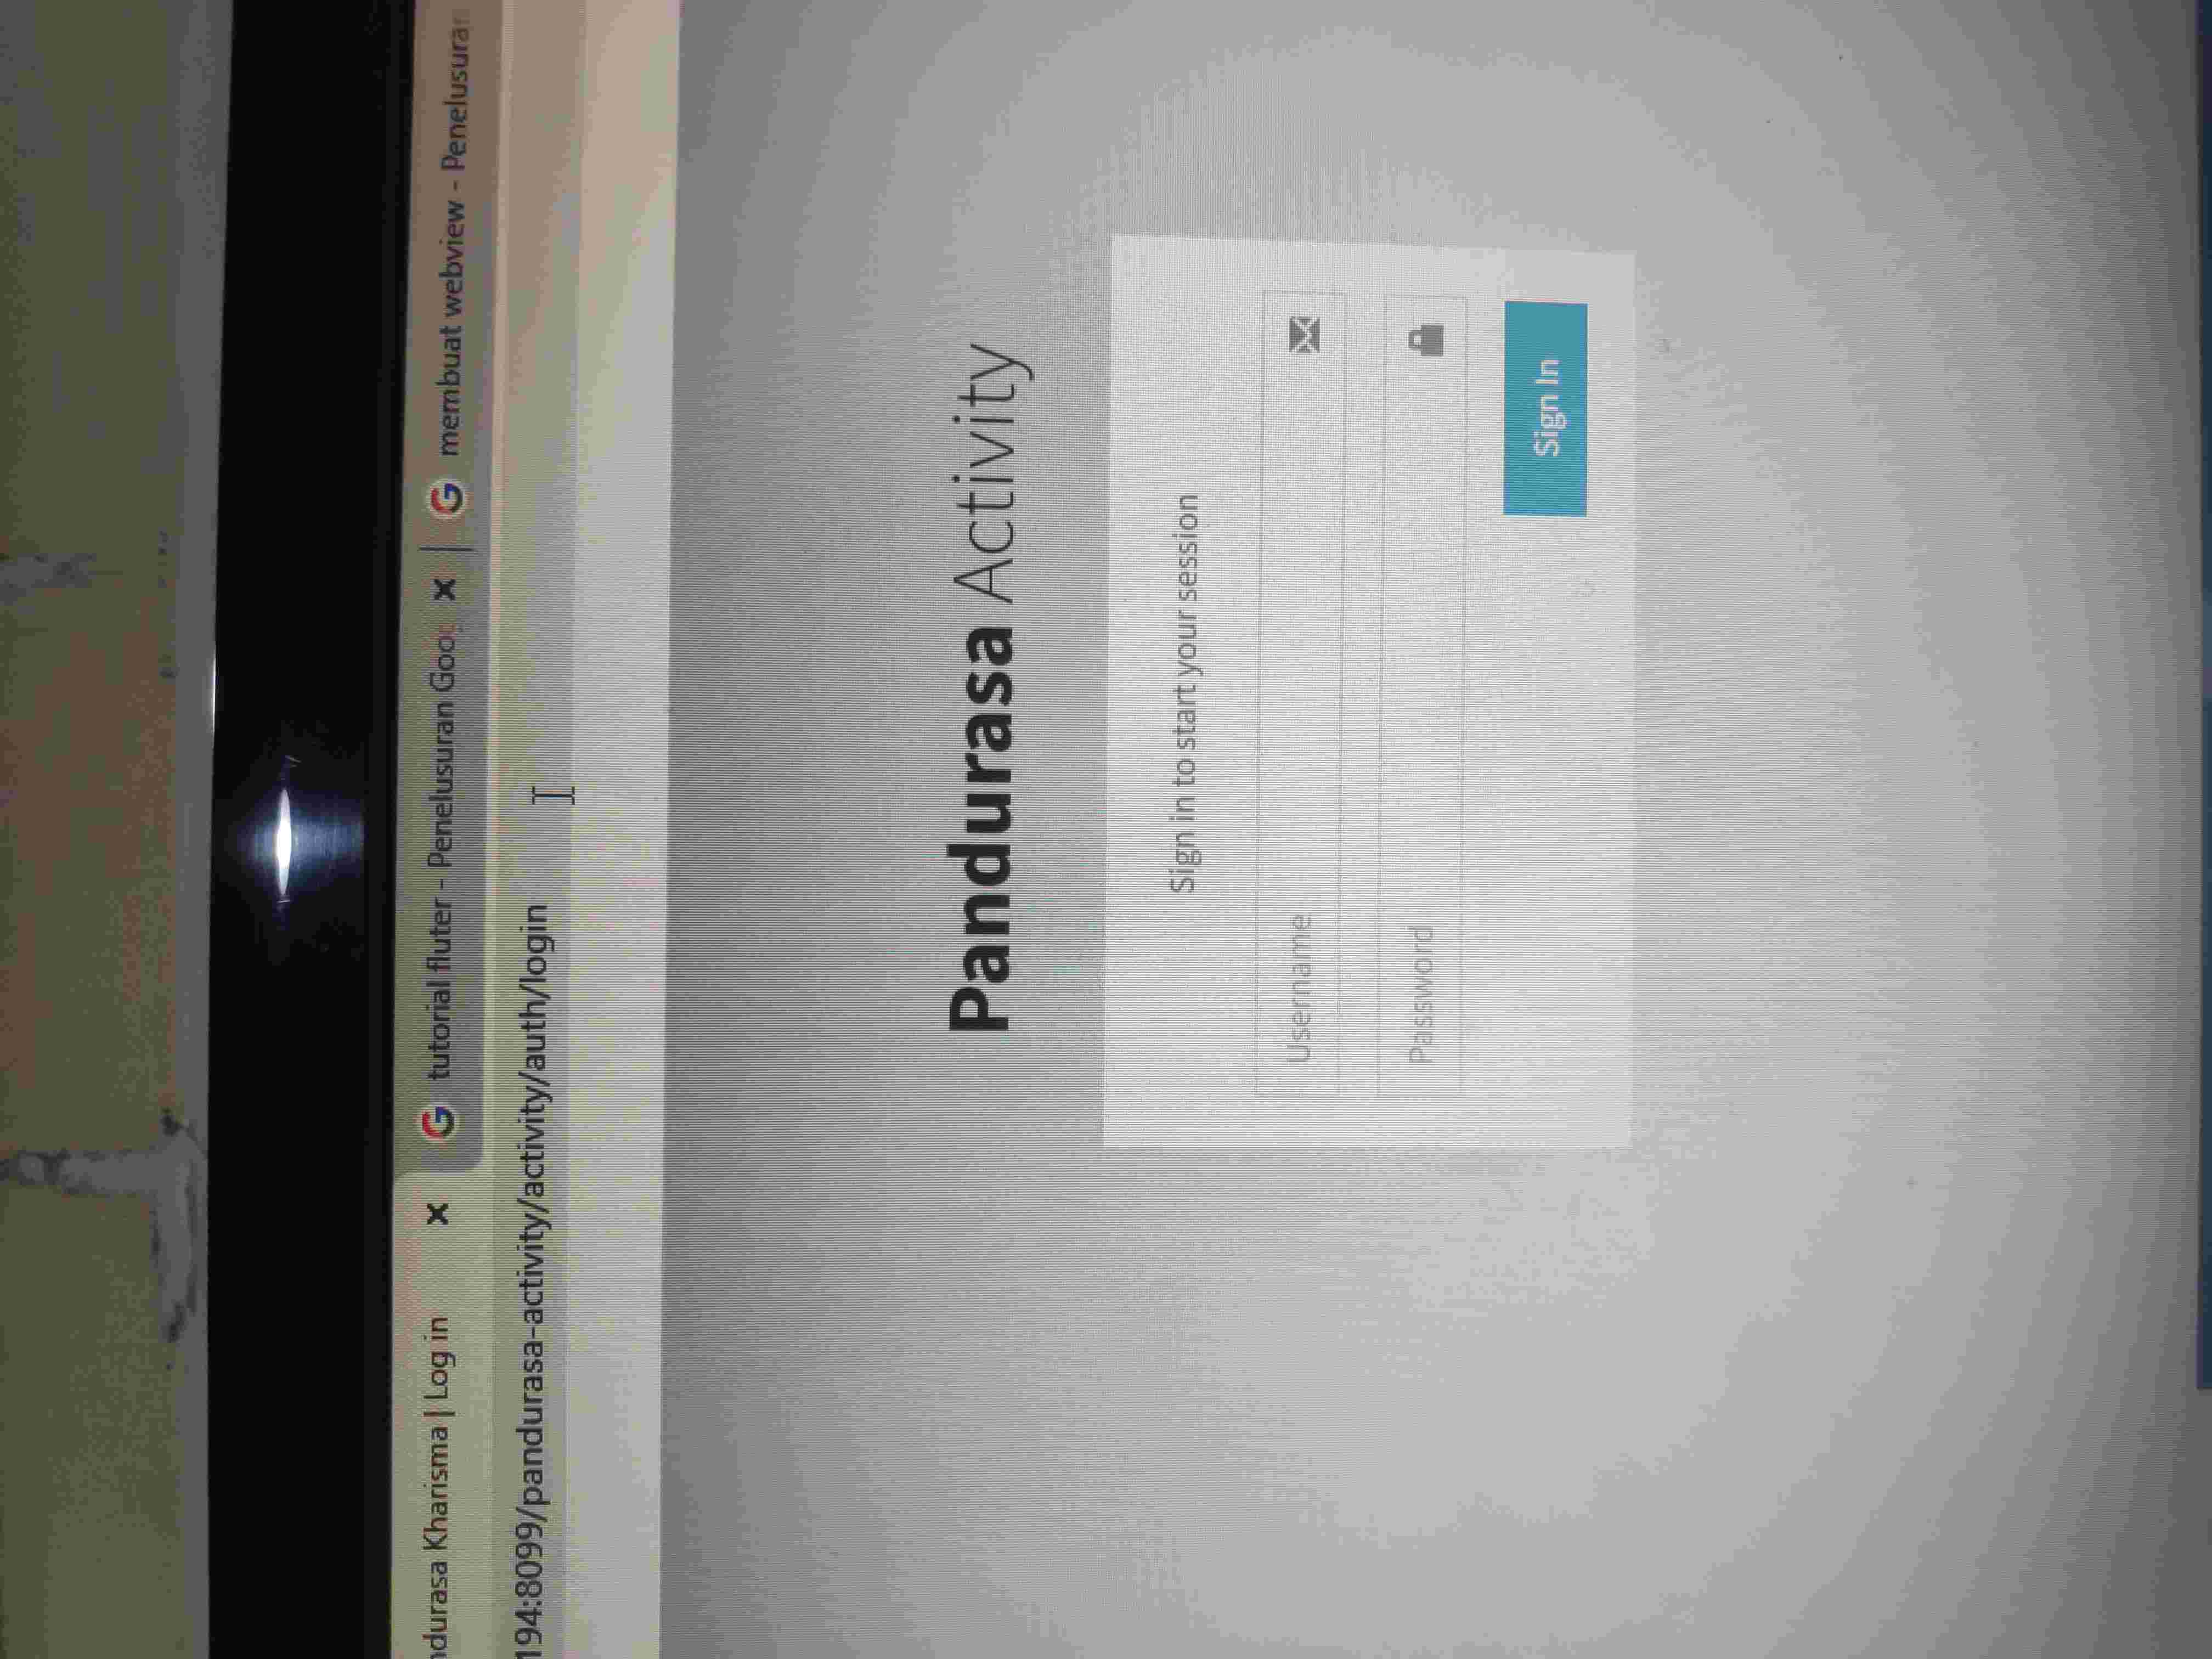 ndurasa Kharisma | Log in
tutorial fluter - Penelusuran Goo
membuat webview - Penelusuran
194:8099/pandurasa-activity/activity/auth/login
Pandurasa Activity
Sign in to start your session
Username
Password
Sign In